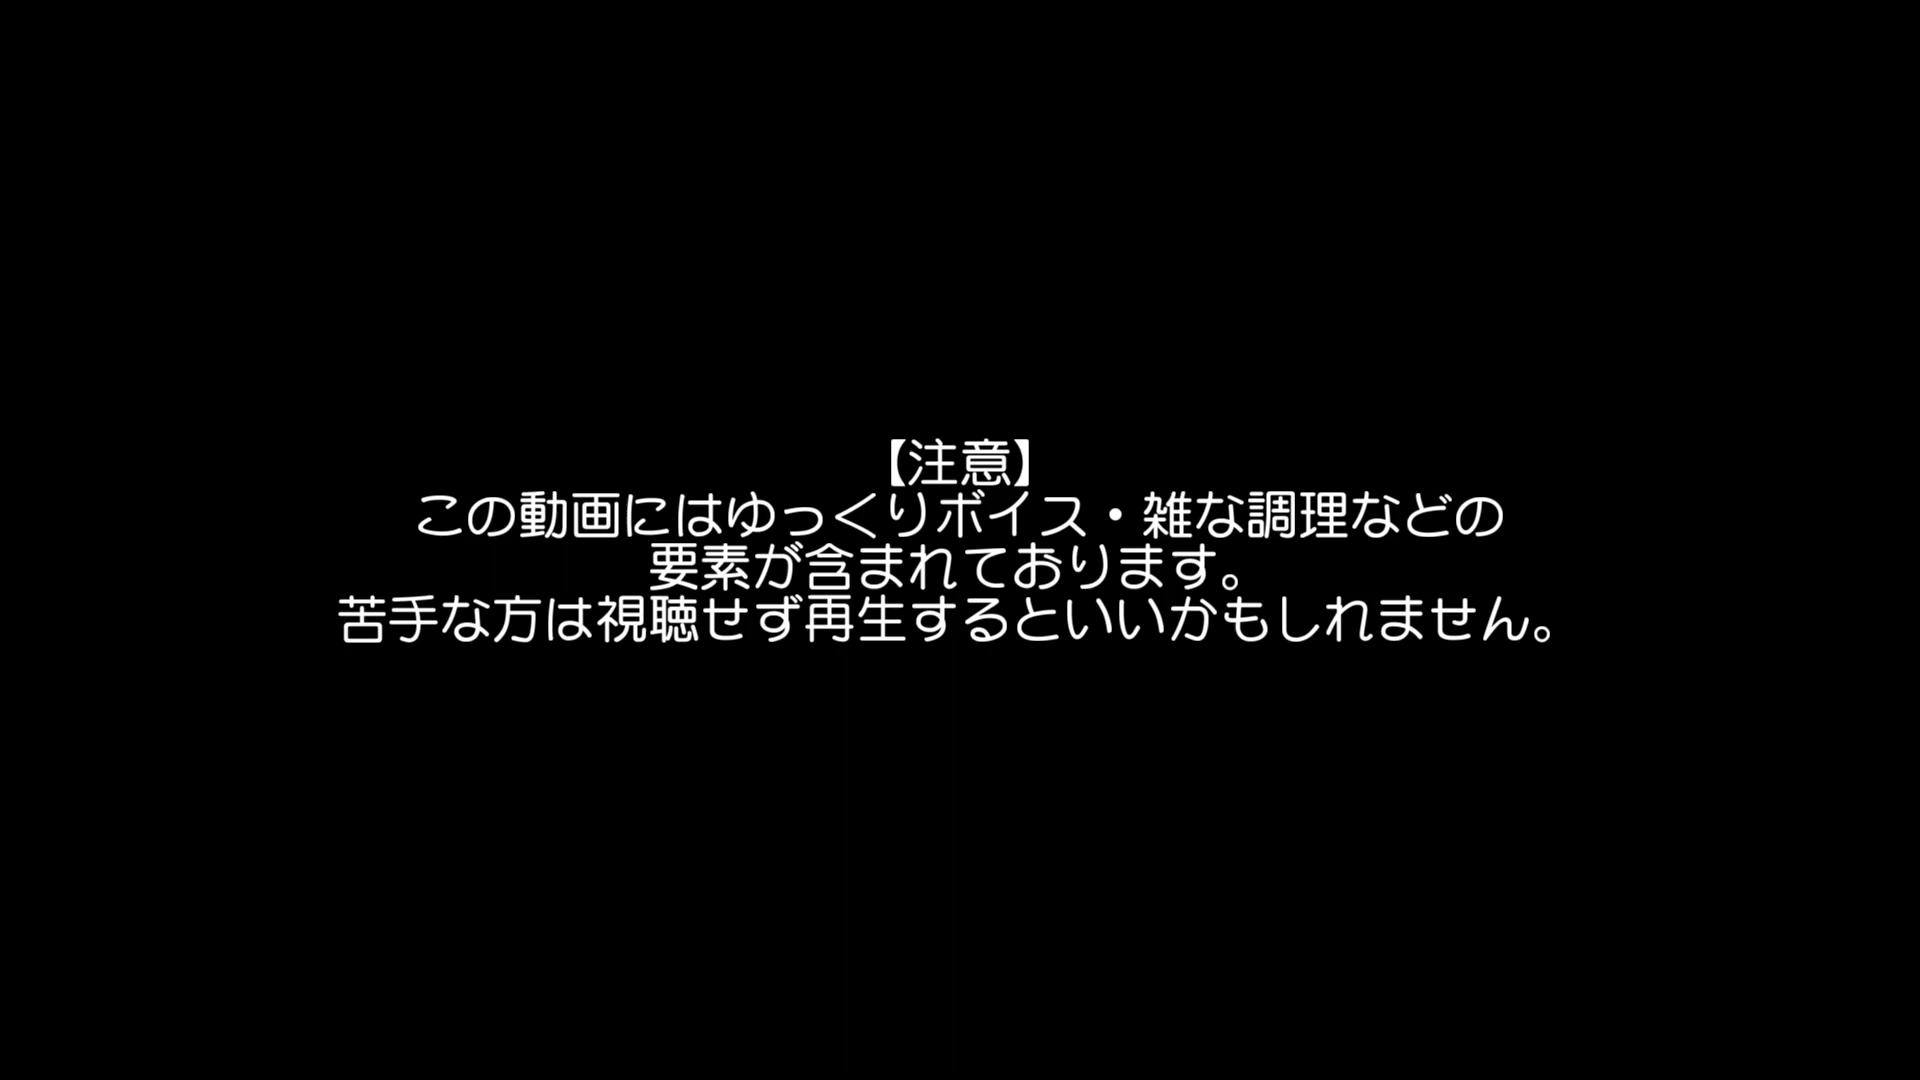 【注意】
この動画にはゆっくりボイス・雑な調理などの
要素が含まれております。
苦手な方は視聴せず再生するといいかもしれません。